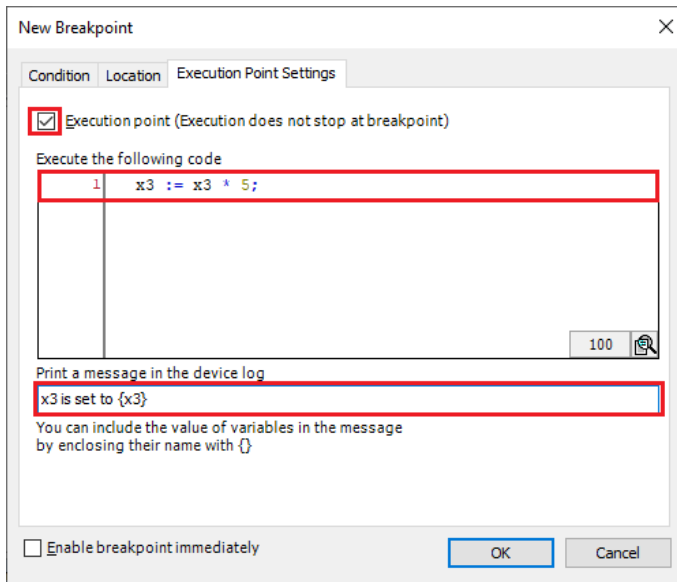 New Breakpoint
Condition Location Execution Point Settings
Execution point (Execution does not stop at breakpoint)
Execute the following code
1 x3 := x3 * 5;
100
Print a message in the device log
x3 is set to {x3}
You can include the value of variables in the message
by enclosing their name with {}
Enable breakpoint immediately
OK Cancel